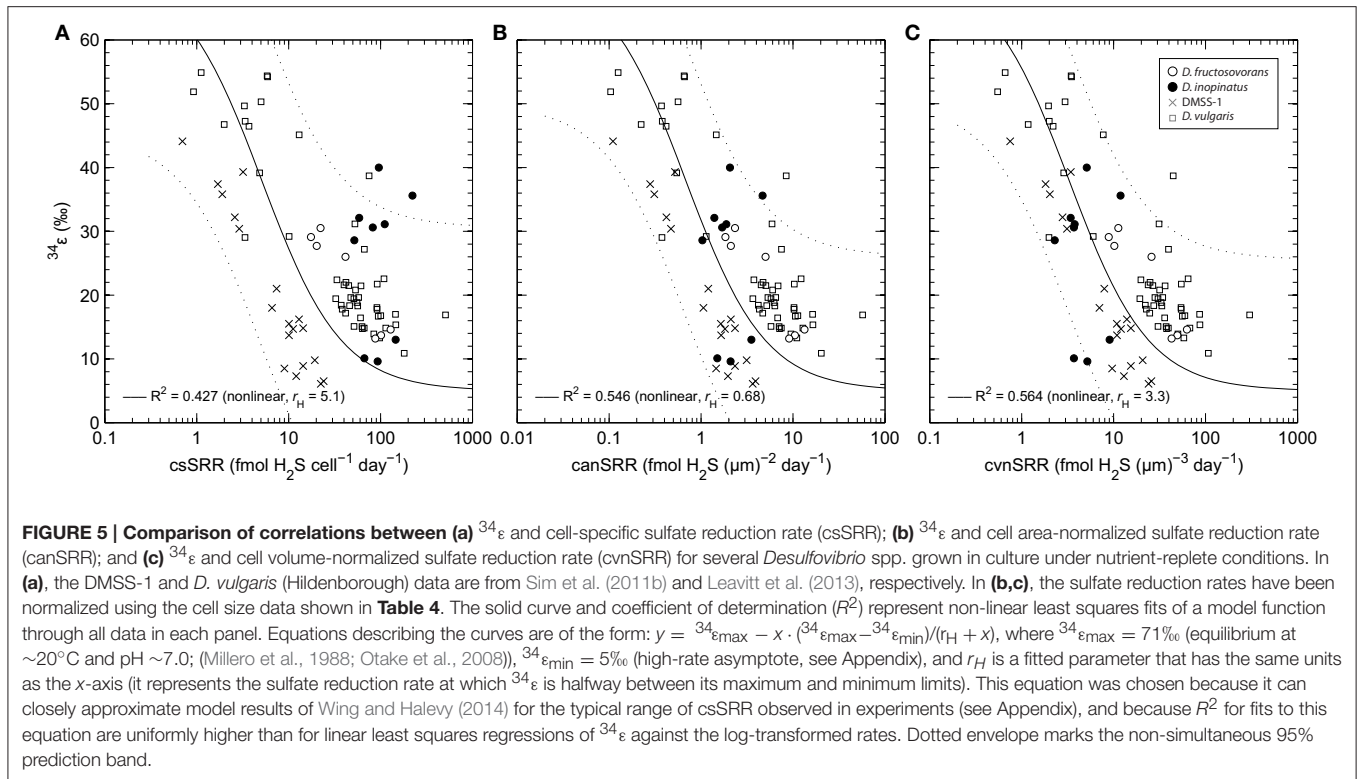 A
B
C
60
50
40
30
20
10
0
³⁴ε (‰)
○ D. fructosovorans
● D. inopinatus
× DMSS-1
□ D. vulgaris
R² = 0.427 (nonlinear, r_H = 5.1)
R² = 0.546 (nonlinear, r_H = 0.68)
R² = 0.564 (nonlinear, r_H = 3.3)
0.1 1 10 100 1000
0.01 0.1 1 10 100
0.1 1 10 100 1000
csSRR (fmol H₂S cell⁻¹ day⁻¹)
canSRR (fmol H₂S (μm)⁻² day⁻¹)
cvnSRR (fmol H₂S (μm)⁻³ day⁻¹)
FIGURE 5 | Comparison of correlations between (a) ³⁴ε and cell-specific sulfate reduction rate (csSRR); (b) ³⁴ε and cell area-normalized sulfate reduction rate
(canSRR); and (c) ³⁴ε and cell volume-normalized sulfate reduction rate (cvnSRR) for several Desulfovibrio spp. grown in culture under nutrient-replete conditions. In
(a), the DMSS-1 and D. vulgaris (Hildenborough) data are from Sim et al. (2011b) and Leavitt et al. (2013), respectively. In (b,c), the sulfate reduction rates have been
normalized using the cell size data shown in Table 4. The solid curve and coefficient of determination (R²) represent non-linear least squares fits of a model function
through all data in each panel. Equations describing the curves are of the form: y = ³⁴εmax − x · (³⁴εmax−³⁴εmin)/(r_H + x), where ³⁴εmax = 71‰ (equilibrium at
∼20°C and pH ∼7.0; (Millero et al., 1988; Otake et al., 2008)), ³⁴εmin = 5‰ (high-rate asymptote, see Appendix), and r_H is a fitted parameter that has the same units
as the x-axis (it represents the sulfate reduction rate at which ³⁴ε is halfway between its maximum and minimum limits). This equation was chosen because it can
closely approximate model results of Wing and Halevy (2014) for the typical range of csSRR observed in experiments (see Appendix), and because R² for fits to this
equation are uniformly higher than for linear least squares regressions of ³⁴ε against the log-transformed rates. Dotted envelope marks the non-simultaneous 95%
prediction band.